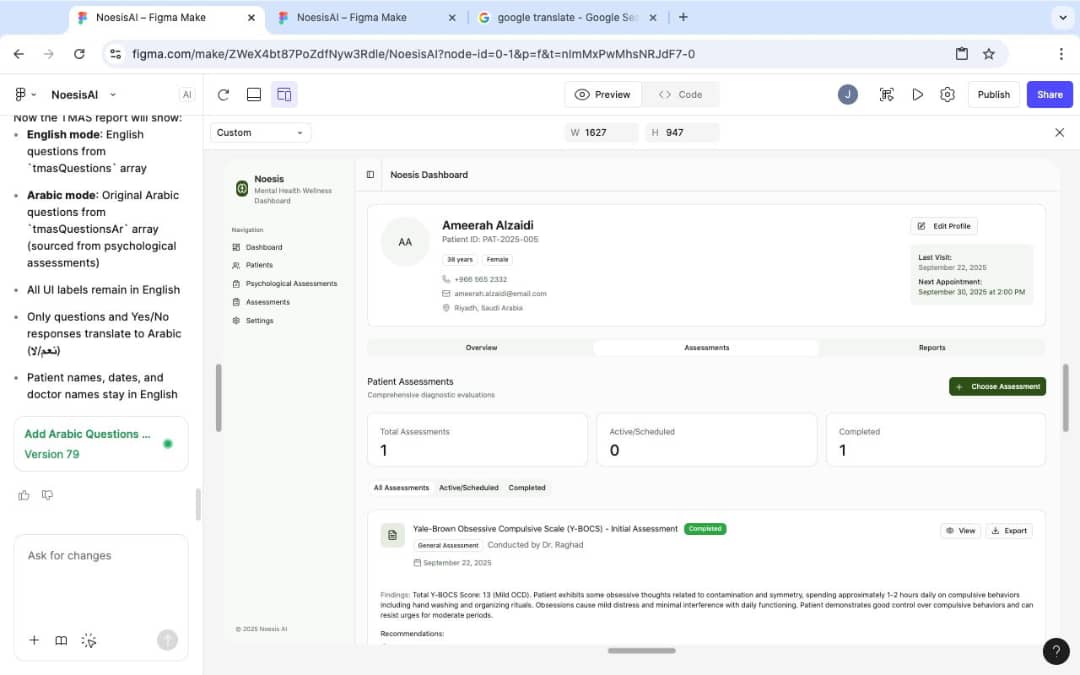 NoesisAI – Figma Make
NoesisAI – Figma Make
google translate - Google Sea
figma.com/make/ZWeX4bt87PoZdfNyw3Rdle/NoesisAI?node-id=0-1&p=f&t=nImMxPwMhsNRJdF7-0
NoesisAI
AI
Preview
Code
J
Publish
Share
Now the TMAS report will show:
• English mode: English
questions from
`tmasQuestions` array
• Arabic mode: Original Arabic
questions from
`tmasQuestionsAr` array
(sourced from psychological
assessments)
• All UI labels remain in English
• Only questions and Yes/No
responses translate to Arabic
(نعم/لا)
• Patient names, dates, and
doctor names stay in English
Add Arabic Questions ...
Version 79
Ask for changes
Custom
W 1627
H 947
Noesis
Mental Health Wellness
Dashboard
Navigation
Dashboard
Patients
Psychological Assessments
Assessments
Settings
© 2025 Noesis AI
Noesis Dashboard
AA
Ameerah Alzaidi
Patient ID: PAT-2025-005
38 years
Female
+966 565 2332
ameerah.alzaidi@email.com
Riyadh, Saudi Arabia
Edit Profile
Last Visit:
September 22, 2025
Next Appointment:
September 30, 2025 at 2:00 PM
Overview
Assessments
Reports
Patient Assessments
Comprehensive diagnostic evaluations
+ Choose Assessment
Total Assessments
1
Active/Scheduled
0
Completed
1
All Assessments
Active/Scheduled
Completed
Yale-Brown Obsessive Compulsive Scale (Y-BOCS) - Initial Assessment
Completed
General Assessment
Conducted by Dr. Raghad
September 22, 2025
View
Export
Findings: Total Y-BOCS Score: 13 (Mild OCD). Patient exhibits some obsessive thoughts related to contamination and symmetry, spending approximately 1-2 hours daily on compulsive behaviors
including hand washing and organizing rituals. Obsessions cause mild distress and minimal interference with daily functioning. Patient demonstrates good control over compulsive behaviors and can
resist urges for moderate periods.
Recommendations:
?